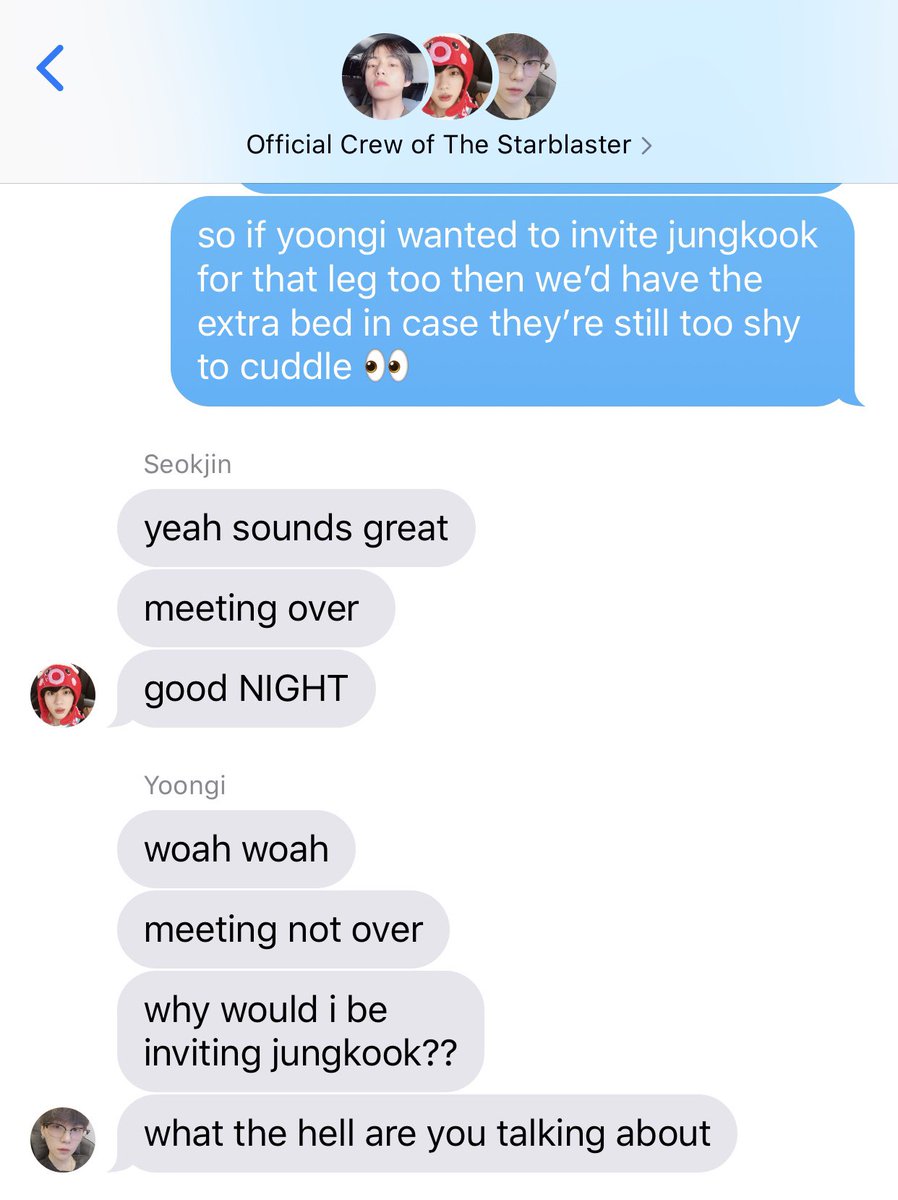 Official Crew of The Starblaster
so if yoongi wanted to invite jungkook
for that leg too then we’d have the
extra bed in case they’re still too shy
to cuddle 👀
Seokjin
yeah sounds great
meeting over
good NIGHT
Yoongi
woah woah
meeting not over
why would i be
inviting jungkook??
what the hell are you talking about